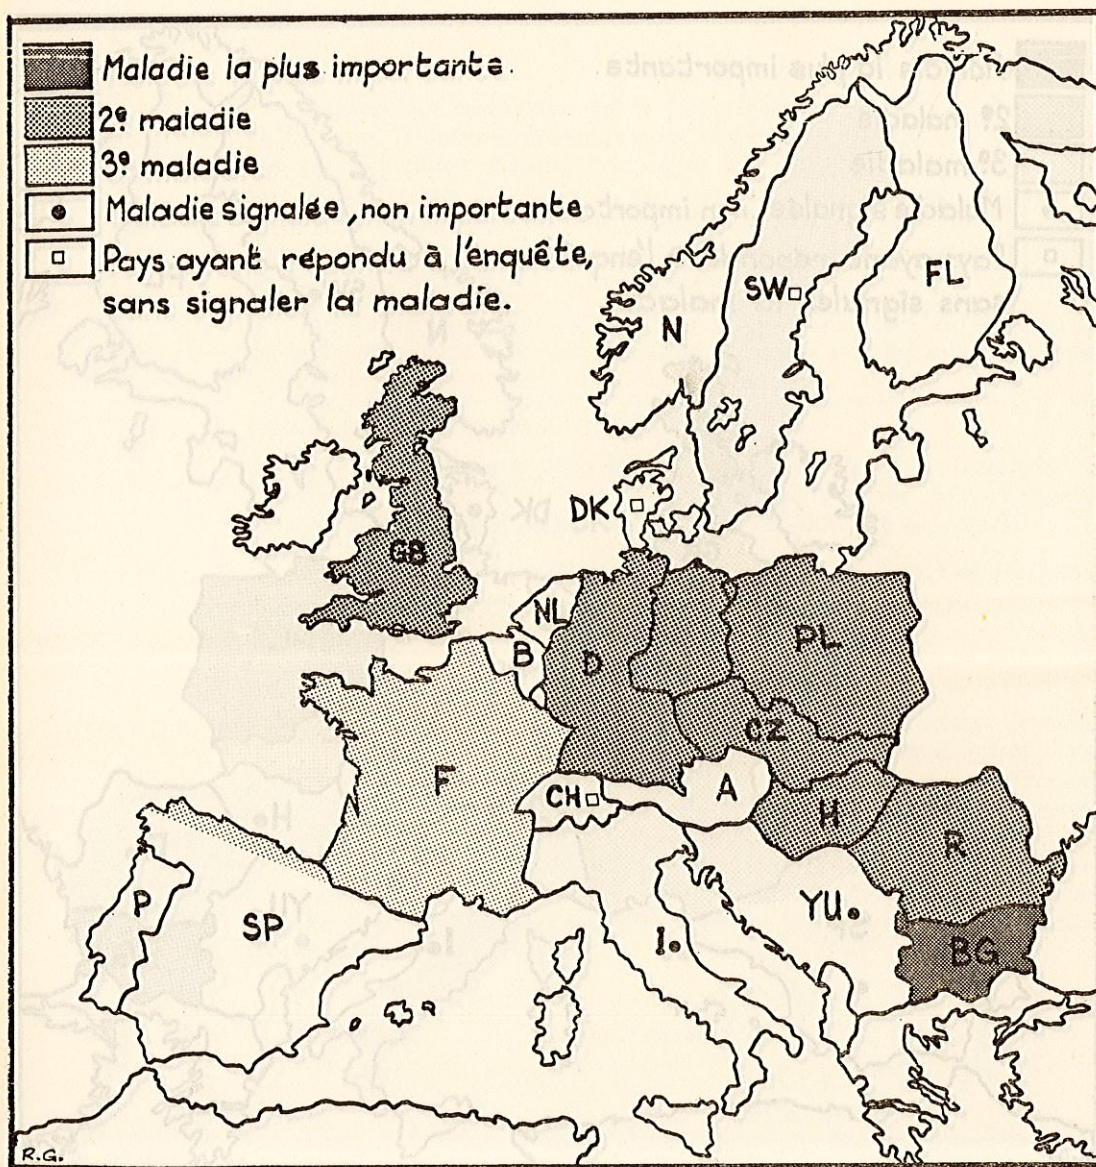 Maladie la plus importante.
2e maladie
3e maladie
Maladie signalée, non importante
Pays ayant répondu à l'enquête,
sans signaler la maladie.
N
SW
FL
DK
GB
NL
B
D
PL
CZ
F
CH
A
H
R
P
SP
I.
YU.
BG
R.G.